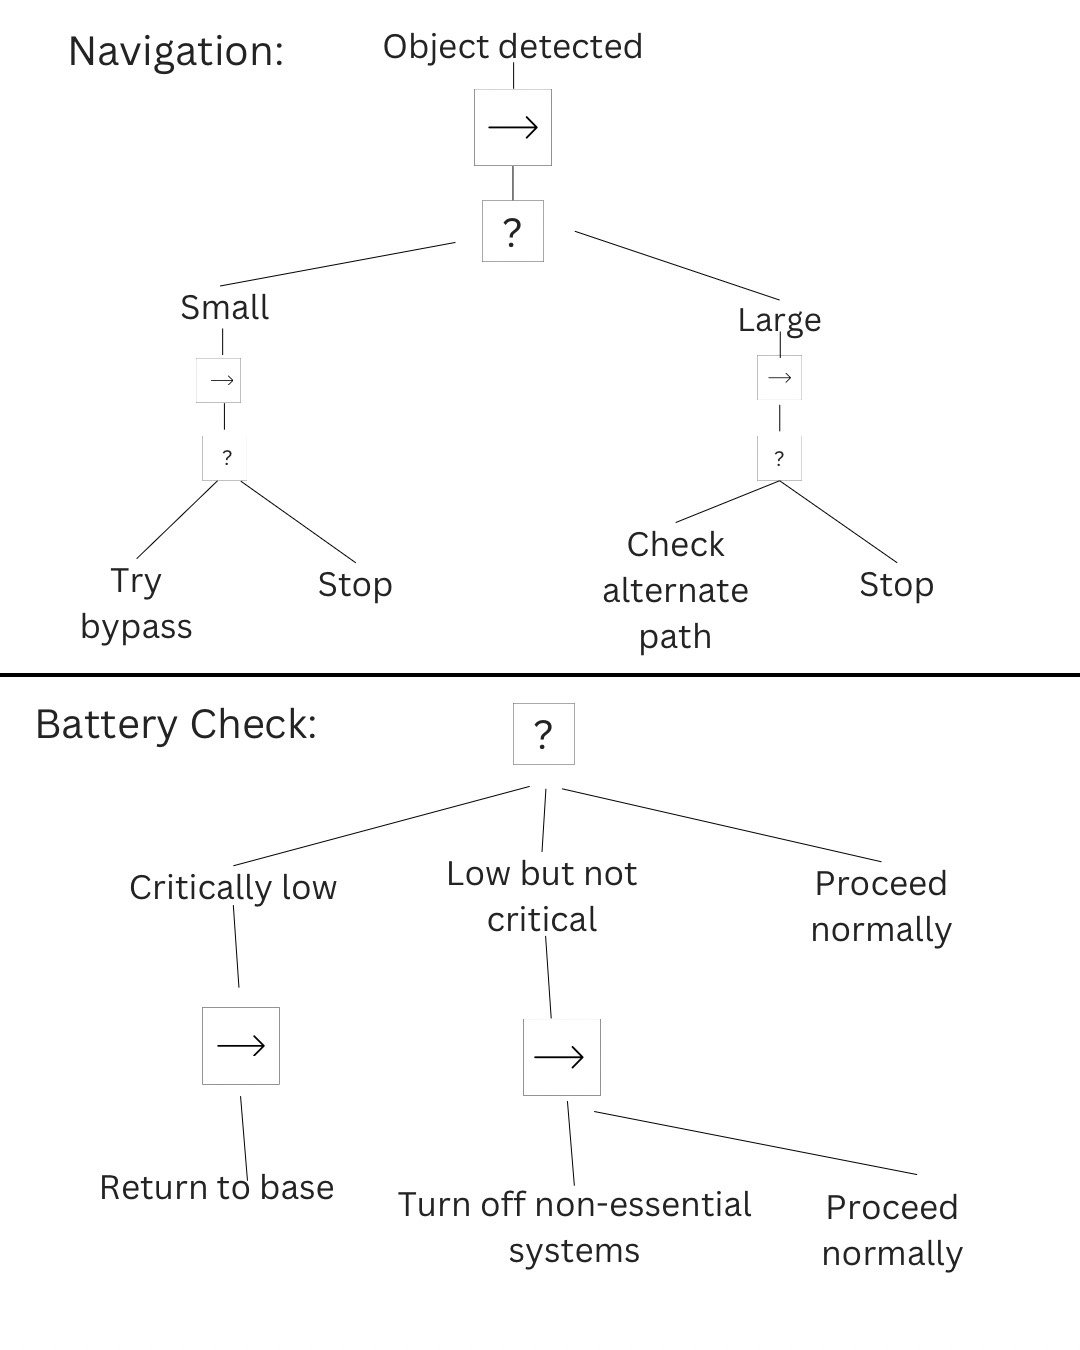 Navigation:
Object detected
→
?
Small
Large
→
→
?
?
Try
bypass
Stop
Check
alternate
path
Stop
Battery Check:
?
Critically low
Low but not
critical
Proceed
normally
→
→
Return to base
Turn off non-essential
systems
Proceed
normally